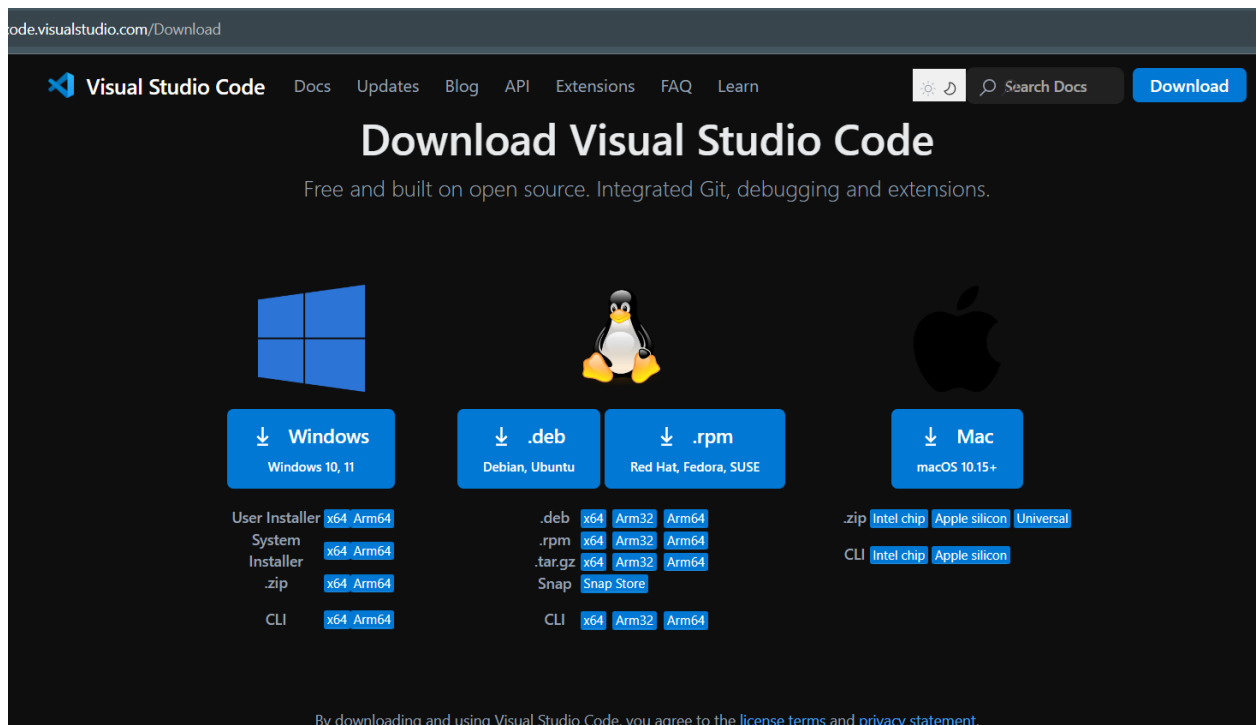 code.visualstudio.com/Download
Visual Studio Code Docs Updates Blog API Extensions FAQ Learn Search Docs Download
Download Visual Studio Code
Free and built on open source. Integrated Git, debugging and extensions.
Windows
Windows 10, 11
.deb
Debian, Ubuntu
.rpm
Red Hat, Fedora, SUSE
Mac
macOS 10.15+
User Installer x64 Arm64
System Installer x64 Arm64
.zip x64 Arm64
CLI x64 Arm64
.deb x64 Arm32 Arm64
.rpm x64 Arm32 Arm64
.tar.gz x64 Arm32 Arm64
Snap Snap Store
CLI x64 Arm32 Arm64
.zip Intel chip Apple silicon Universal
CLI Intel chip Apple silicon
By downloading and using Visual Studio Code, you agree to the license terms and privacy statement.